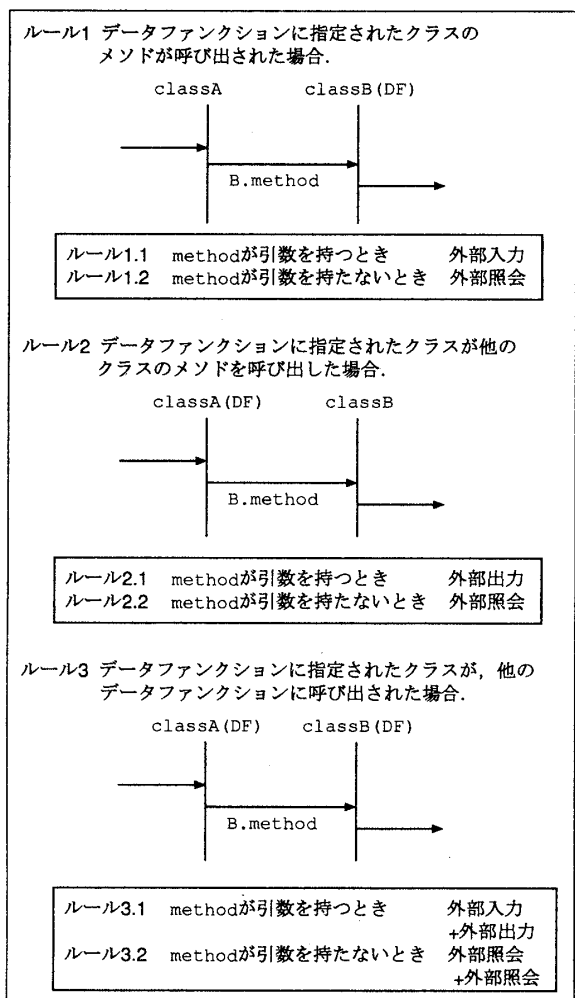 ルール1 データファンクションに指定されたクラスの
メソドが呼び出された場合.
classA classB(DF)
B.method
ルール1.1 methodが引数を持つとき 外部入力
ルール1.2 methodが引数を持たないとき 外部照会
ルール2 データファンクションに指定されたクラスが他の
クラスのメソドを呼び出した場合.
classA(DF) classB
B.method
ルール2.1 methodが引数を持つとき 外部出力
ルール2.2 methodが引数を持たないとき 外部照会
ルール3 データファンクションに指定されたクラスが, 他の
データファンクションに呼び出された場合.
classA(DF) classB(DF)
B.method
ルール3.1 methodが引数を持つとき 外部入力
+外部出力
ルール3.2 methodが引数を持たないとき 外部照会
+外部照会